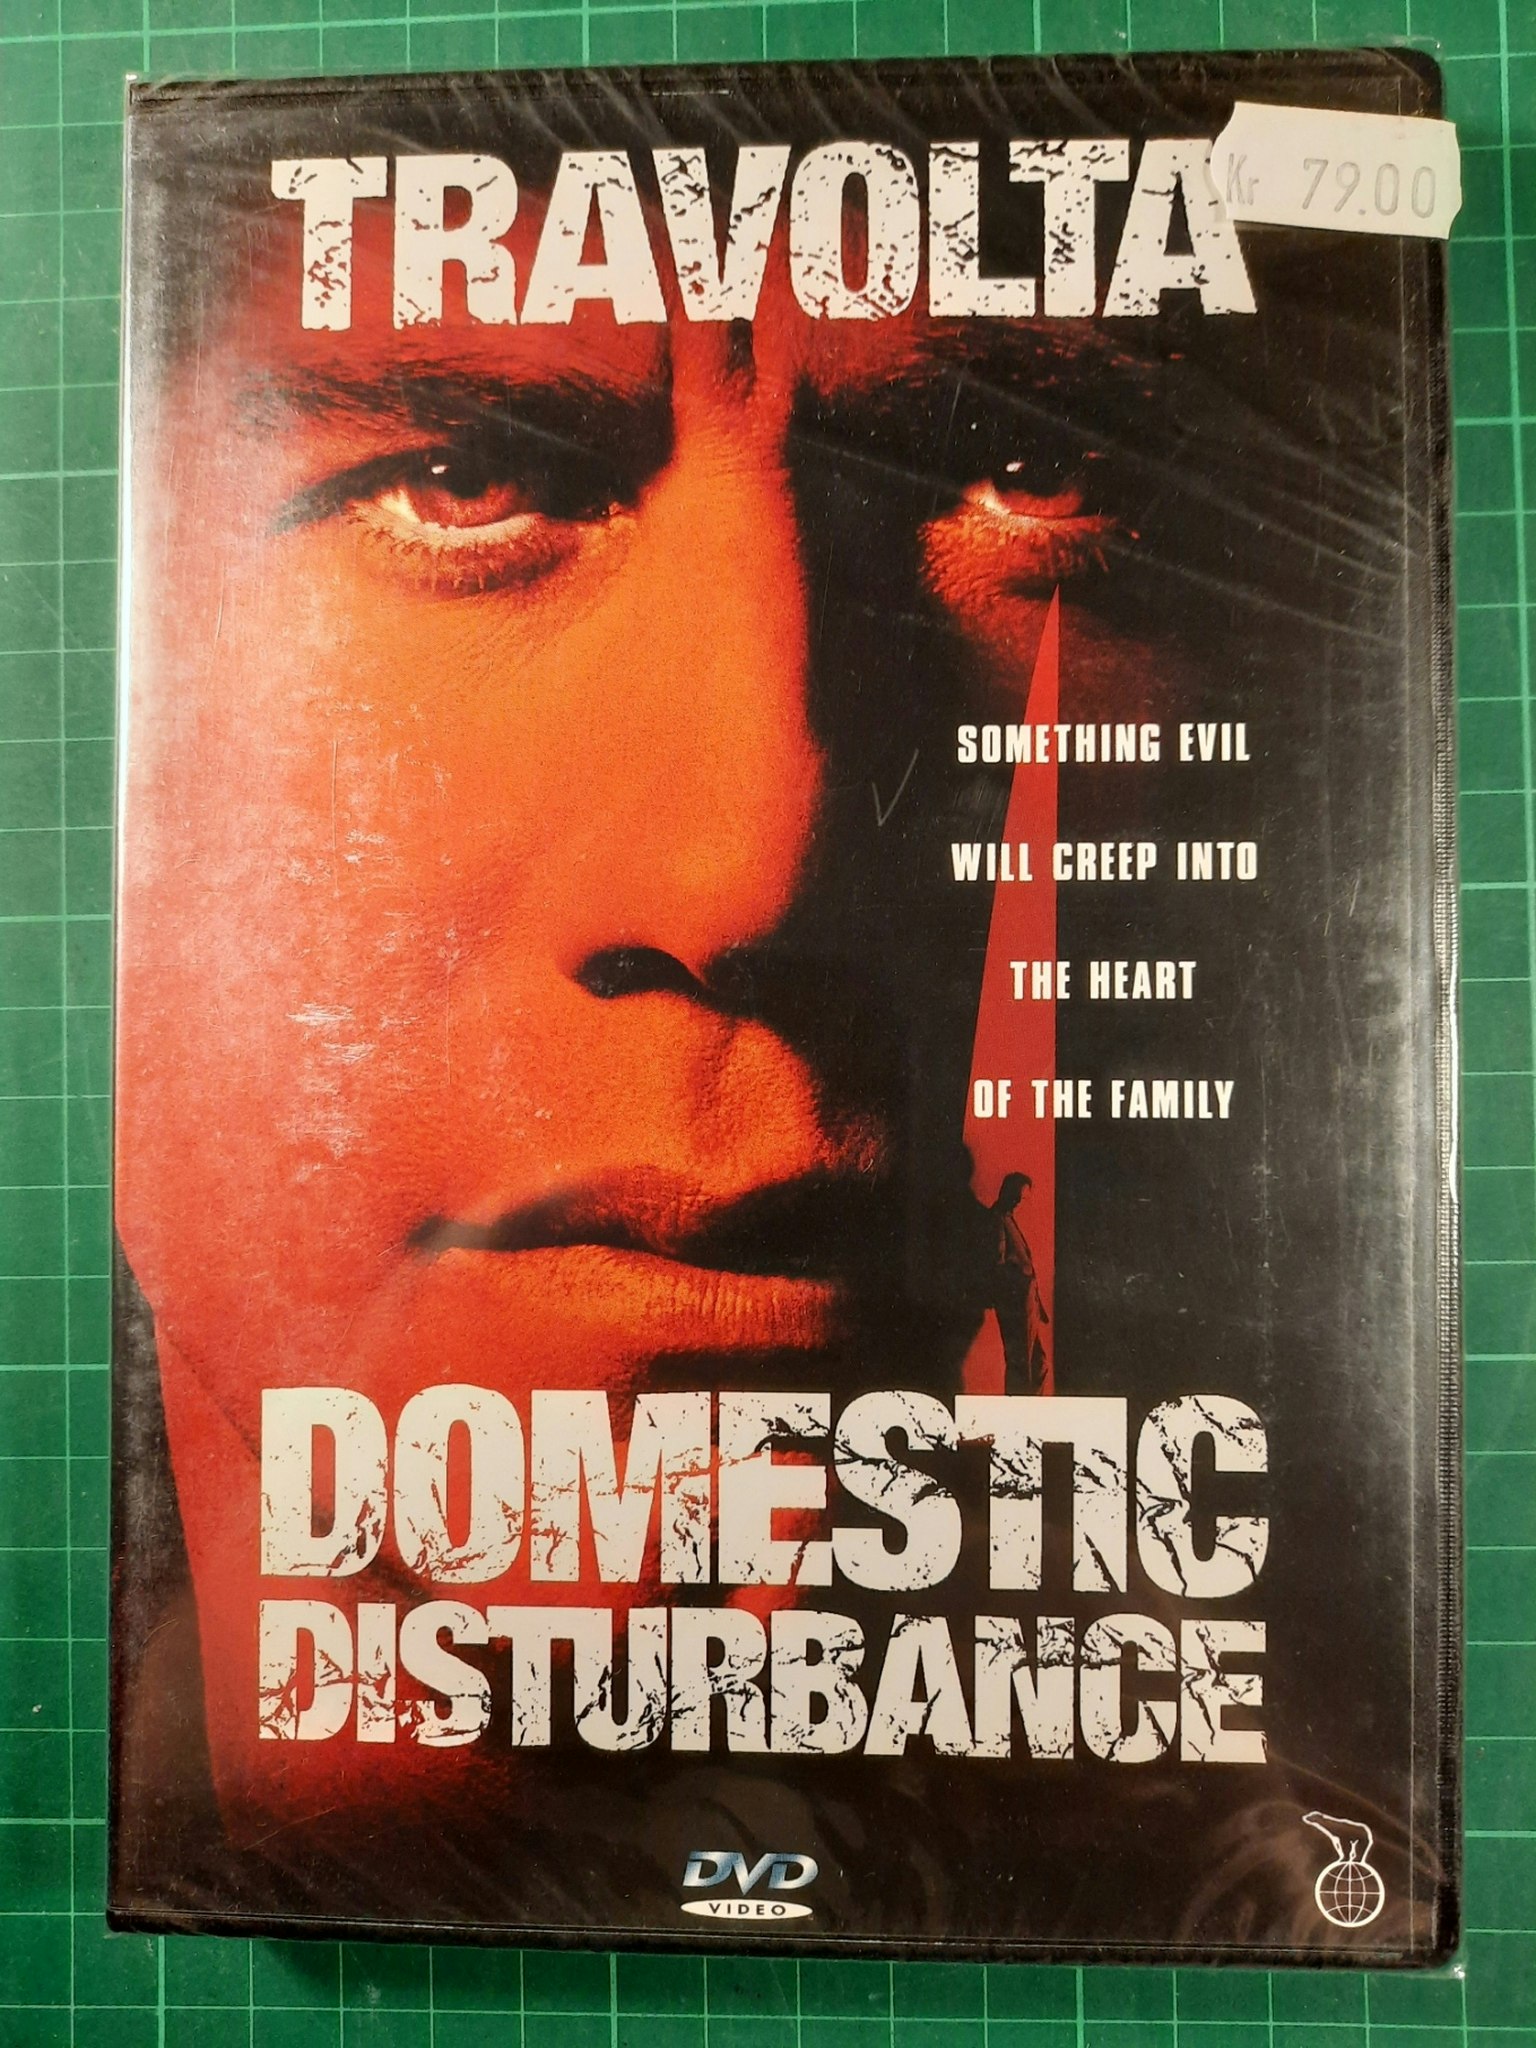 TRAVOLTA
Kr 79.00
SOMETHING EVIL
WILL CREEP INTO
THE HEART
OF THE FAMILY
DOMESTIC
DISTURBANCE
DVD
VIDEO